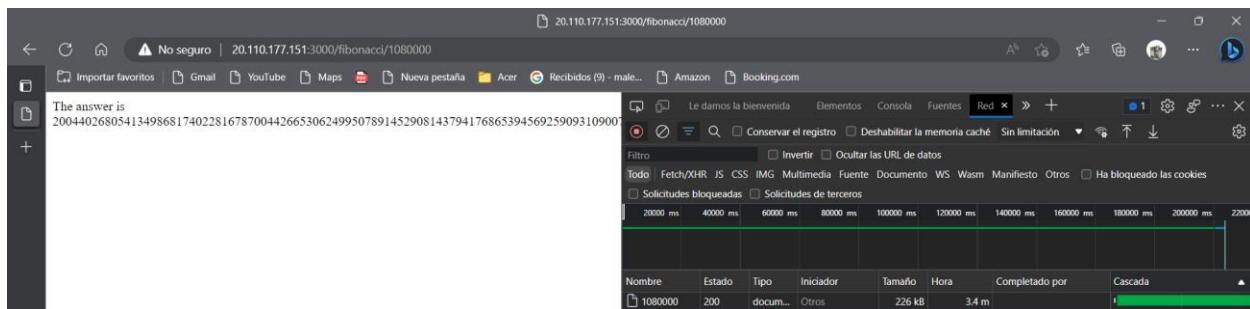 20.110.177.151:3000/fibonacci/1080000
No seguro | 20.110.177.151:3000/fibonacci/1080000
Importar favoritos Gmail YouTube Maps Nueva pestaña Acer Recibidos (9) - male... Amazon Booking.com
The answer is
Le damos la bienvenida Elementos Consola Fuentes Red 1
Conservar el registro Deshabilitar la memoria caché Sin limitación
Filtro Invertir Ocultar las URL de datos
Todo Fetch/XHR JS CSS IMG Multimedia Fuente Documento WS Wasm Manifiesto Otros Ha bloqueado las cookies
Solicitudes bloqueadas Solicitudes de terceros
20000 ms 40000 ms 60000 ms 80000 ms 100000 ms 120000 ms 140000 ms 160000 ms 180000 ms 200000 ms
Nombre Estado Tipo Iniciador Tamaño Hora Completado por Cascada
1080000 200 docum... Otros 226 kB 3.4 m